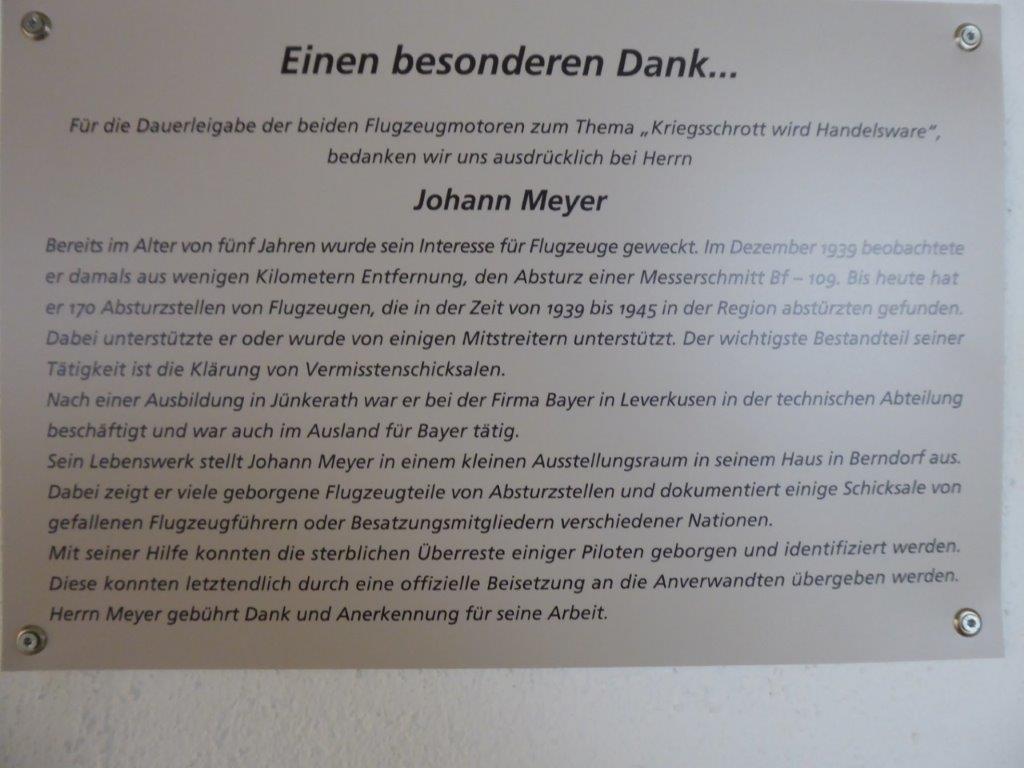 Einen besonderen Dank...
Für die Dauerleigabe der beiden Flugzeugmotoren zum Thema „Kriegsschrott wird Handelsware“,
bedanken wir uns ausdrücklich bei Herrn
Johann Meyer
Bereits im Alter von fünf Jahren wurde sein Interesse für Flugzeuge geweckt. Im Dezember 1939 beobachtete
er damals aus wenigen Kilometern Entfernung, den Absturz einer Messerschmitt Bf – 109. Bis heute hat
er 170 Absturzstellen von Flugzeugen, die in der Zeit von 1939 bis 1945 in der Region abstürzten gefunden.
Dabei unterstützte er oder wurde von einigen Mitstreitern unterstützt. Der wichtigste Bestandteil seiner
Tätigkeit ist die Klärung von Vermisstenschicksalen.
Nach einer Ausbildung in Jünkerath war er bei der Firma Bayer in Leverkusen in der technischen Abteilung
beschäftigt und war auch im Ausland für Bayer tätig.
Sein Lebenswerk stellt Johann Meyer in einem kleinen Ausstellungsraum in seinem Haus in Berndorf aus.
Dabei zeigt er viele geborgene Flugzeugteile von Absturzstellen und dokumentiert einige Schicksale von
gefallenen Flugzeugführern oder Besatzungsmitgliedern verschiedener Nationen.
Mit seiner Hilfe konnten die sterblichen Überreste einiger Piloten geborgen und identifiziert werden.
Diese konnten letztendlich durch eine offizielle Beisetzung an die Anverwandten übergeben werden.
Herrn Meyer gebührt Dank und Anerkennung für seine Arbeit.